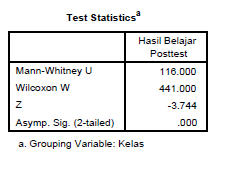 Test Statisticsᵃ
Hasil Belajar
Posttest
Mann-Whitney U 116.000
Wilcoxon W 441.000
Z -3.744
Asymp. Sig. (2-tailed) .000
a. Grouping Variable: Kelas